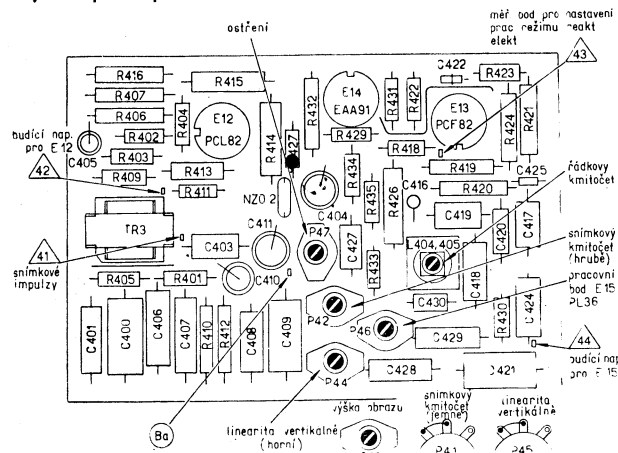 ostření
měř bod pro nastavení
prac režimu reakt
elekt
43
R416
R407
R406
R402
R403
R409
R404
R415
E12
PCL82
R413
R411
R414
R427
R432
E14
EAA91
R429
R431
R422
C422
R423
E13
PCF82
R424
R421
R418
R419
R420
C425
budící nap.
pro E12
C405
42
NZO 2
C404
R434
R435
R426
C416
C419
C420
C417
řádkový
kmitočet
TR3
C411
C403
P47
C427
R433
L404,405
C418
snímkový
kmitočet
(hrubě)
41
snímkové
impulzy
R405
R401
C410
P42
C430
R430
C424
pracovní
bod E15
PL36
C401
C400
C406
C407
R410
R412
C408
C409
P46
C429
44
P44
C428
C421
budící nap.
pro E15
Ba
linearita vertikálně
(horní)
výška obrazu
snímkový
kmitočet
(jemně)
linearita
vertikálně
P41
P45